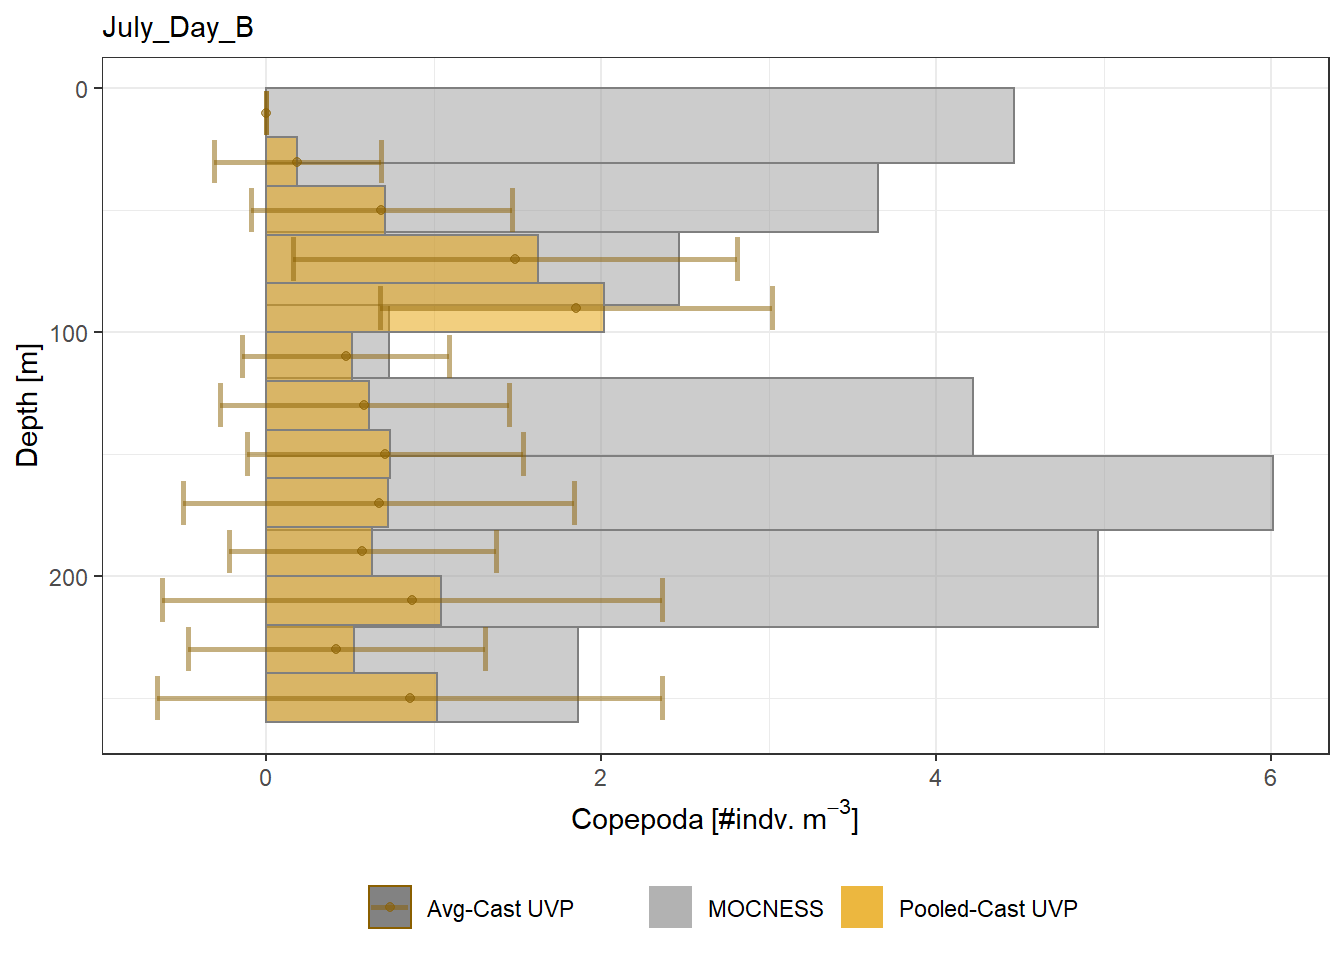 July_Day_B
0
100
200
Depth [m]
0 2 4 6
Copepoda [#indv. m⁻³]
Avg-Cast UVP MOCNESS Pooled-Cast UVP